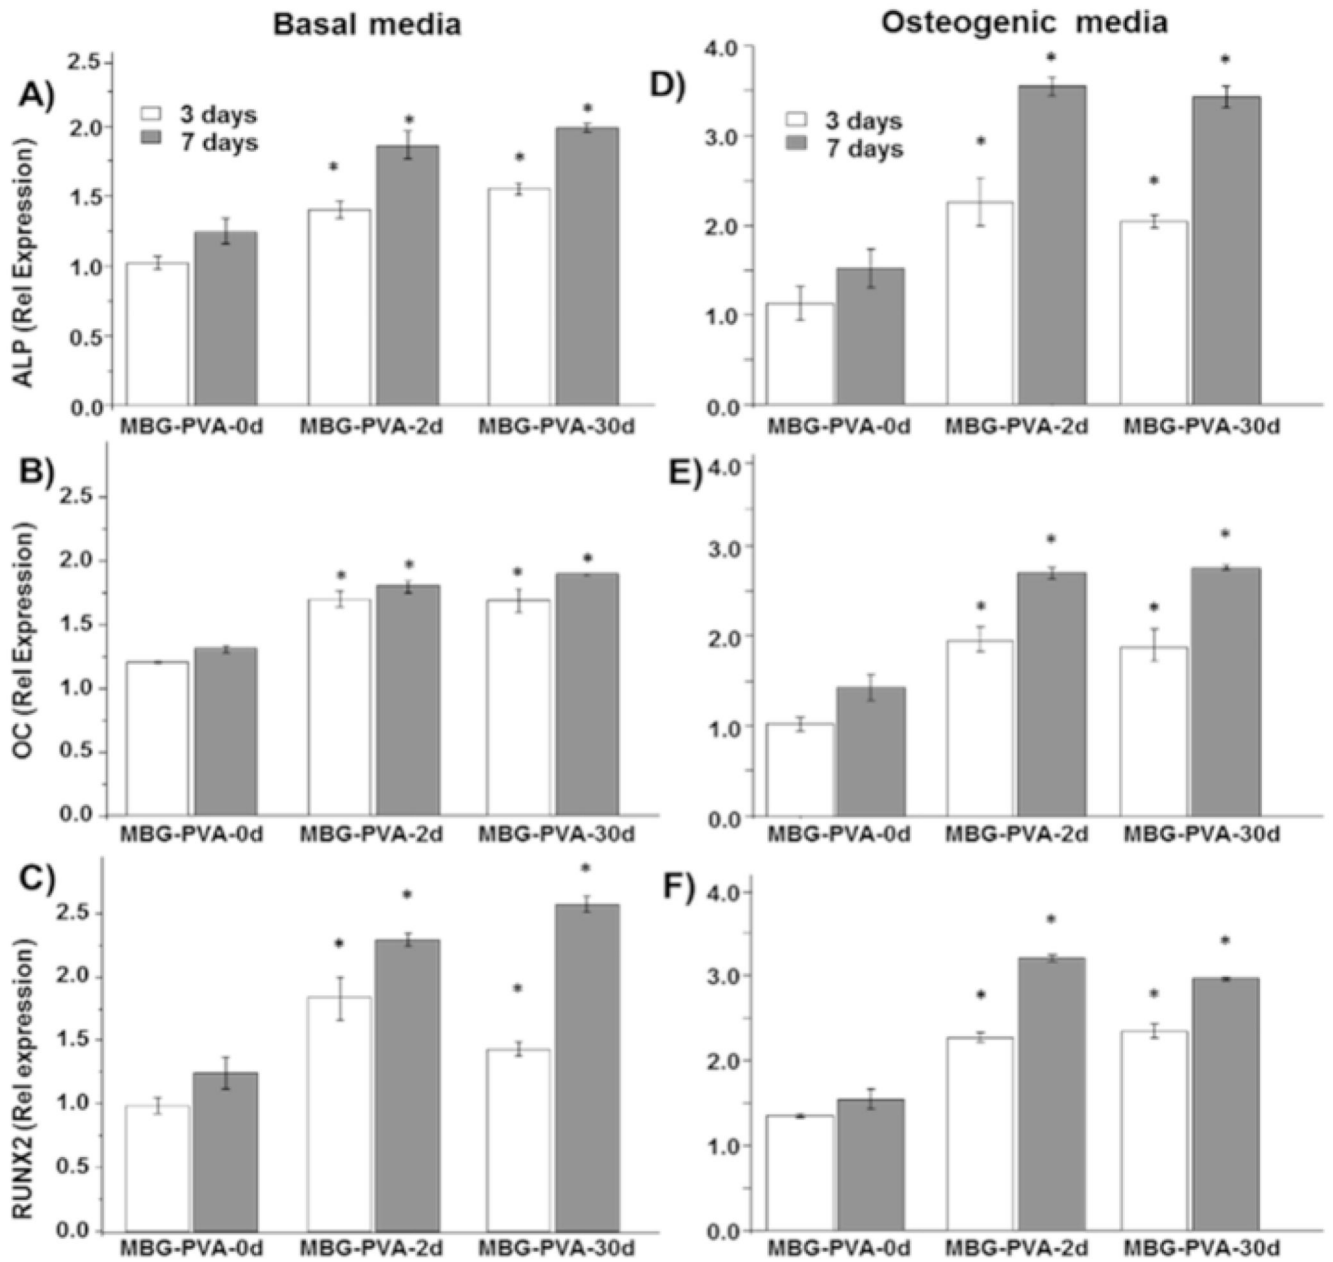 Basal media
A)
ALP (Rel Expression)
2.5
2.0
1.5
1.0
0.5
0.0
3 days
7 days
*
*
*
*
MBG-PVA-0d MBG-PVA-2d MBG-PVA-30d
B)
OC (Rel Expression)
2.5
2.0
1.5
1.0
0.5
0.0
*
*
*
*
MBG-PVA-0d MBG-PVA-2d MBG-PVA-30d
C)
RUNX2 (Rel expression)
2.5
2.0
1.5
1.0
0.5
0.0
*
*
*
*
MBG-PVA-0d MBG-PVA-2d MBG-PVA-30d
Osteogenic media
D)
4.0
3.0
2.0
1.0
0.0
3 days
7 days
*
*
*
*
MBG-PVA-0d MBG-PVA-2d MBG-PVA-30d
E)
4.0
3.0
2.0
1.0
0.0
*
*
*
*
MBG-PVA-0d MBG-PVA-2d MBG-PVA-30d
F)
4.0
3.0
2.0
1.0
0.0
*
*
*
*
MBG-PVA-0d MBG-PVA-2d MBG-PVA-30d